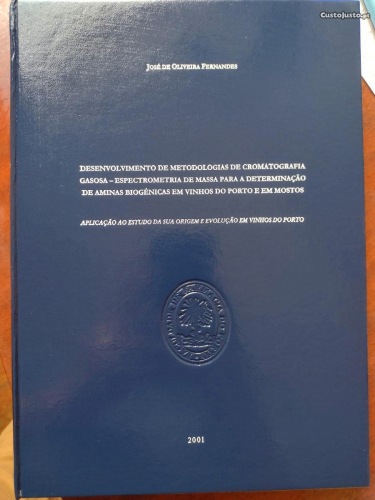 CustoJusto.pt
José de Oliveira Fernandes
DESENVOLVIMENTO DE METODOLOGIAS DE CROMATOGRAFIA
GASOSA – ESPECTROMETRIA DE MASSA PARA A DETERMINAÇÃO
DE AMINAS BIOGÉNICAS EM VINHOS DO PORTO E EM MOSTOS
APLICAÇÃO AO ESTUDO DA SUA ORIGEM E EVOLUÇÃO EM VINHOS DO PORTO
2001